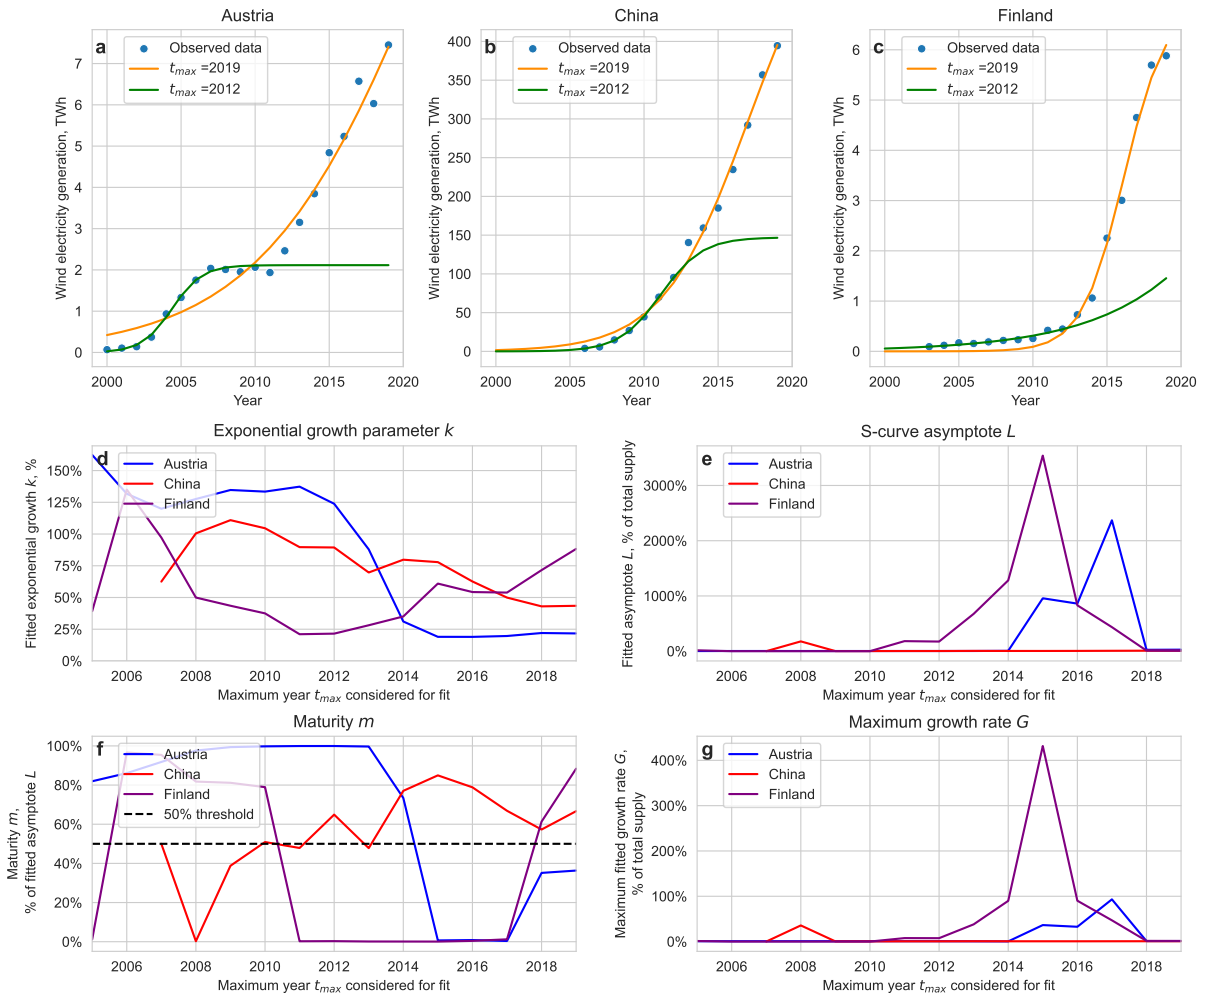 Austria
a
Observed data
t_max =2019
t_max =2012
Wind electricity generation, TWh
7
6
5
4
3
2
1
0
2000 2005 2010 2015 2020
Year
China
b
Observed data
t_max =2019
t_max =2012
Wind electricity generation, TWh
400
350
300
250
200
150
100
50
0
2000 2005 2010 2015 2020
Year
Finland
c
Observed data
t_max =2019
t_max =2012
Wind electricity generation, TWh
6
5
4
3
2
1
0
2000 2005 2010 2015 2020
Year
Exponential growth parameter k
d
Austria
China
Finland
Fitted exponential growth k, %
150%
125%
100%
75%
50%
25%
0%
2006 2008 2010 2012 2014 2016 2018
Maximum year t_max considered for fit
S-curve asymptote L
e
Austria
China
Finland
Fitted asymptote L, % of total supply
3000%
2000%
1000%
0%
2006 2008 2010 2012 2014 2016 2018
Maximum year t_max considered for fit
Maturity m
f
Austria
China
Finland
50% threshold
Maturity m,
% of fitted asymptote L
100%
80%
60%
40%
20%
0%
2006 2008 2010 2012 2014 2016 2018
Maximum year t_max considered for fit
Maximum growth rate G
g
Austria
China
Finland
Maximum fitted growth rate G,
% of total supply
400%
300%
200%
100%
0%
2006 2008 2010 2012 2014 2016 2018
Maximum year t_max considered for fit